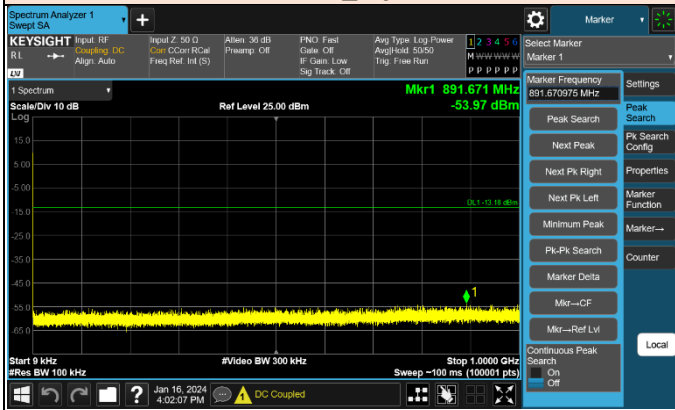 Spectrum Analyzer 1
Swept SA
Marker
KEYSIGHT
RL
LXI
Input: RF
Coupling: DC
Align: Auto
Input Z: 50 Ω
Corr CCorr RCal
Freq Ref: Int (S)
Atten: 36 dB
Preamp: Off
PNO: Fast
Gate: Off
IF Gain: Low
Sig Track: Off
Avg Type: Log-Power
Avg|Hold: 50/50
Trig: Free Run
1 2 3 4 5 6
M W W W W W
P P P P P P
Select Marker
Marker 1
1 Spectrum
Scale/Div 10 dB
Log
Ref Level 25.00 dBm
Mkr1 891.671 MHz
-53.97 dBm
15.0
5.00
-5.00
-15.0
-25.0
-35.0
-45.0
-55.0
-65.0
DL1 -13.18 dBm
1
Start 9 kHz
#Res BW 100 kHz
#Video BW 300 kHz
Stop 1.0000 GHz
Sweep ~100 ms (100001 pts)
Marker Frequency
891.670975 MHz
Peak Search
Next Peak
Next Pk Right
Next Pk Left
Minimum Peak
Pk-Pk Search
Marker Delta
Mkr→CF
Mkr→Ref Lvl
Continuous Peak
Search
On
Off
Settings
Peak
Search
Pk Search
Config
Properties
Marker
Function
Marker→
Counter
Local
?
Jan 16, 2024
4:02:07 PM
DC Coupled